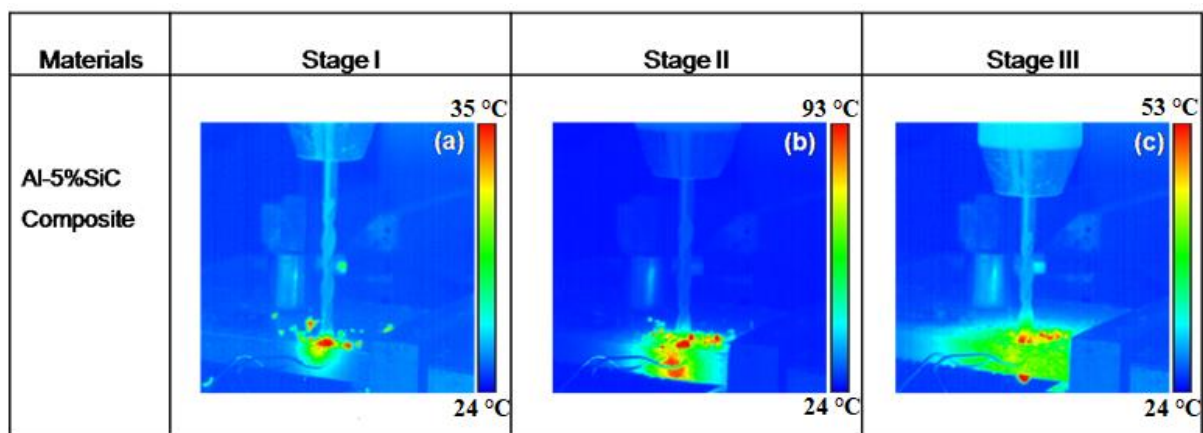 Materials
Stage I
Stage II
Stage III
Al-5%SiC
Composite
35 °C
(a)
24 °C
93 °C
(b)
24 °C
53 °C
(c)
24 °C